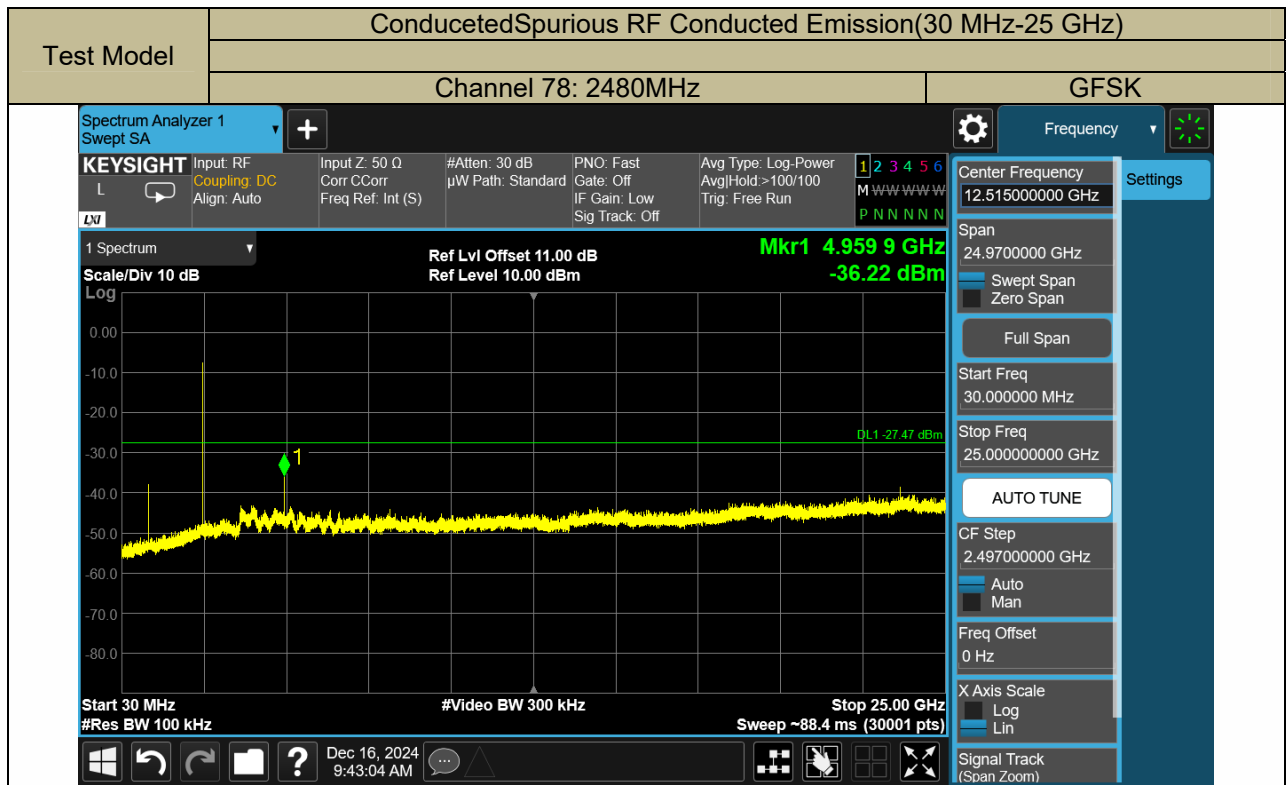 Test Model
ConducetedSpurious RF Conducted Emission(30 MHz-25 GHz)
Channel 78: 2480MHz
GFSK
Spectrum Analyzer 1
Swept SA
Frequency
Settings
KEYSIGHT
L
LXI
Input: RF
Coupling: DC
Align: Auto
Input Z: 50 Ω
Corr CCorr
Freq Ref: Int (S)
#Atten: 30 dB
µW Path: Standard
PNO: Fast
Gate: Off
IF Gain: Low
Sig Track: Off
Avg Type: Log-Power
Avg|Hold:>100/100
Trig: Free Run
1 2 3 4 5 6
M W W W W W
P N N N N N
1 Spectrum
Scale/Div 10 dB
Log
Ref Lvl Offset 11.00 dB
Ref Level 10.00 dBm
Mkr1 4.959 9 GHz
-36.22 dBm
0.00
-10.0
-20.0
-30.0
-40.0
-50.0
-60.0
-70.0
-80.0
DL1 -27.47 dBm
1
Start 30 MHz
#Res BW 100 kHz
#Video BW 300 kHz
Stop 25.00 GHz
Sweep ~88.4 ms (30001 pts)
Center Frequency
12.515000000 GHz
Span
24.9700000 GHz
Swept Span
Zero Span
Full Span
Start Freq
30.000000 MHz
Stop Freq
25.000000000 GHz
AUTO TUNE
CF Step
2.497000000 GHz
Auto
Man
Freq Offset
0 Hz
X Axis Scale
Log
Lin
Signal Track
(Span Zoom)
?
Dec 16, 2024
9:43:04 AM